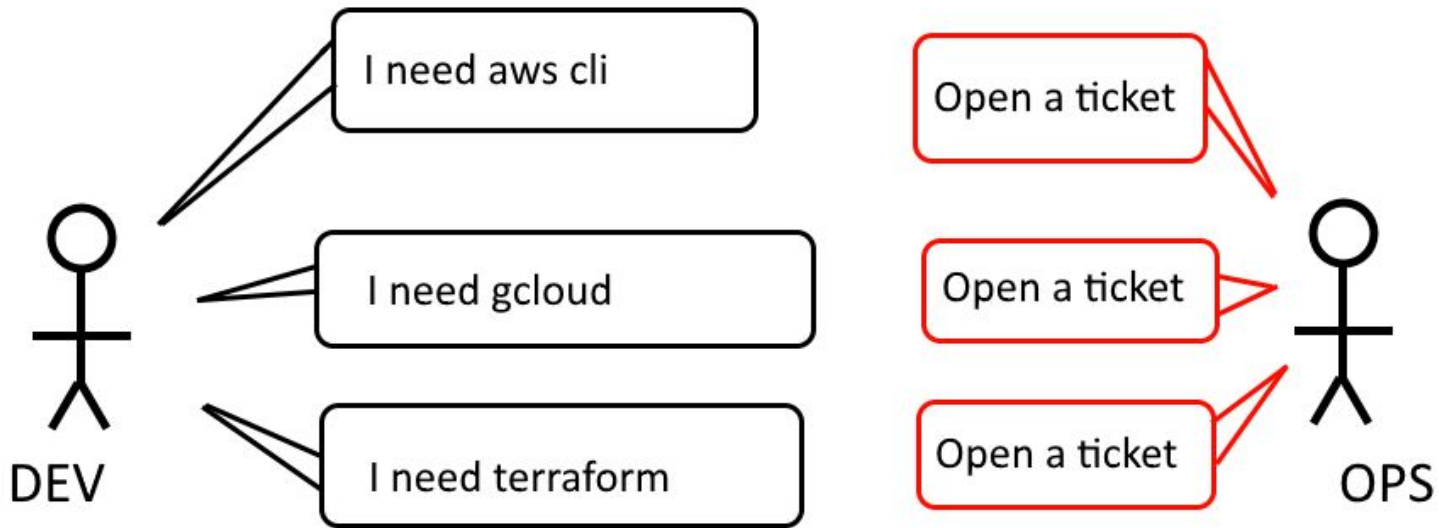 I need aws cli
Open a ticket
I need gcloud
Open a ticket
I need terraform
Open a ticket
DEV
OPS